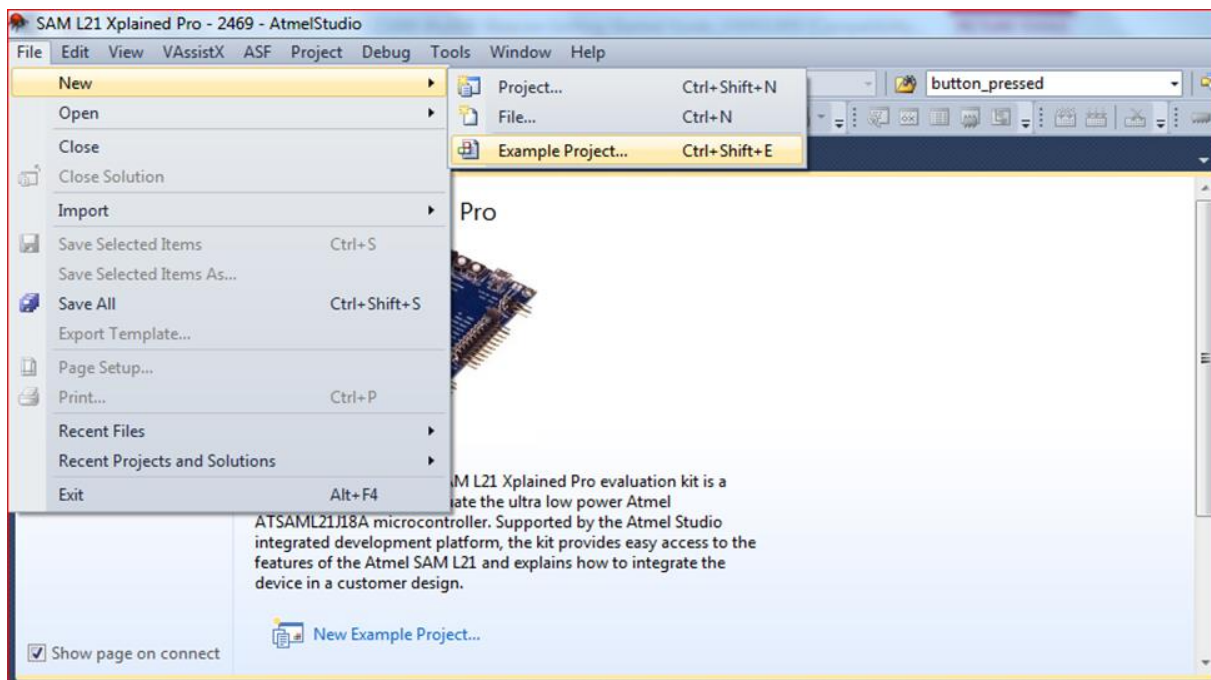 SAM L21 Xplained Pro - 2469 - AtmelStudio
File Edit View VAssistX ASF Project Debug Tools Window Help
New
Project... Ctrl+Shift+N
button_pressed
Open
File... Ctrl+N
Close
Example Project... Ctrl+Shift+E
Close Solution
Import
Pro
Save Selected Items Ctrl+S
Save Selected Items As...
Save All Ctrl+Shift+S
Export Template...
Page Setup...
Print... Ctrl+P
Recent Files
Recent Projects and Solutions
Exit Alt+F4
L21 Xplained Pro evaluation kit is a
the ultra low power Atmel
ATSAML21J18A microcontroller. Supported by the Atmel Studio
integrated development platform, the kit provides easy access to the
features of the Atmel SAM L21 and explains how to integrate the
device in a customer design.
New Example Project...
Show page on connect